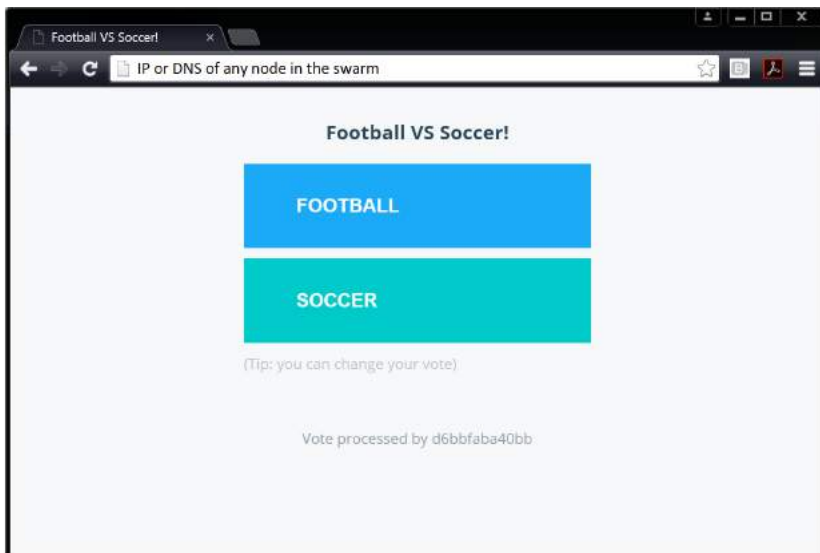 Football VS Soccer!
IP or DNS of any node in the swarm
Football VS Soccer!
FOOTBALL
SOCCER
(Tip: you can change your vote)
Vote processed by d6bbfaba40bb